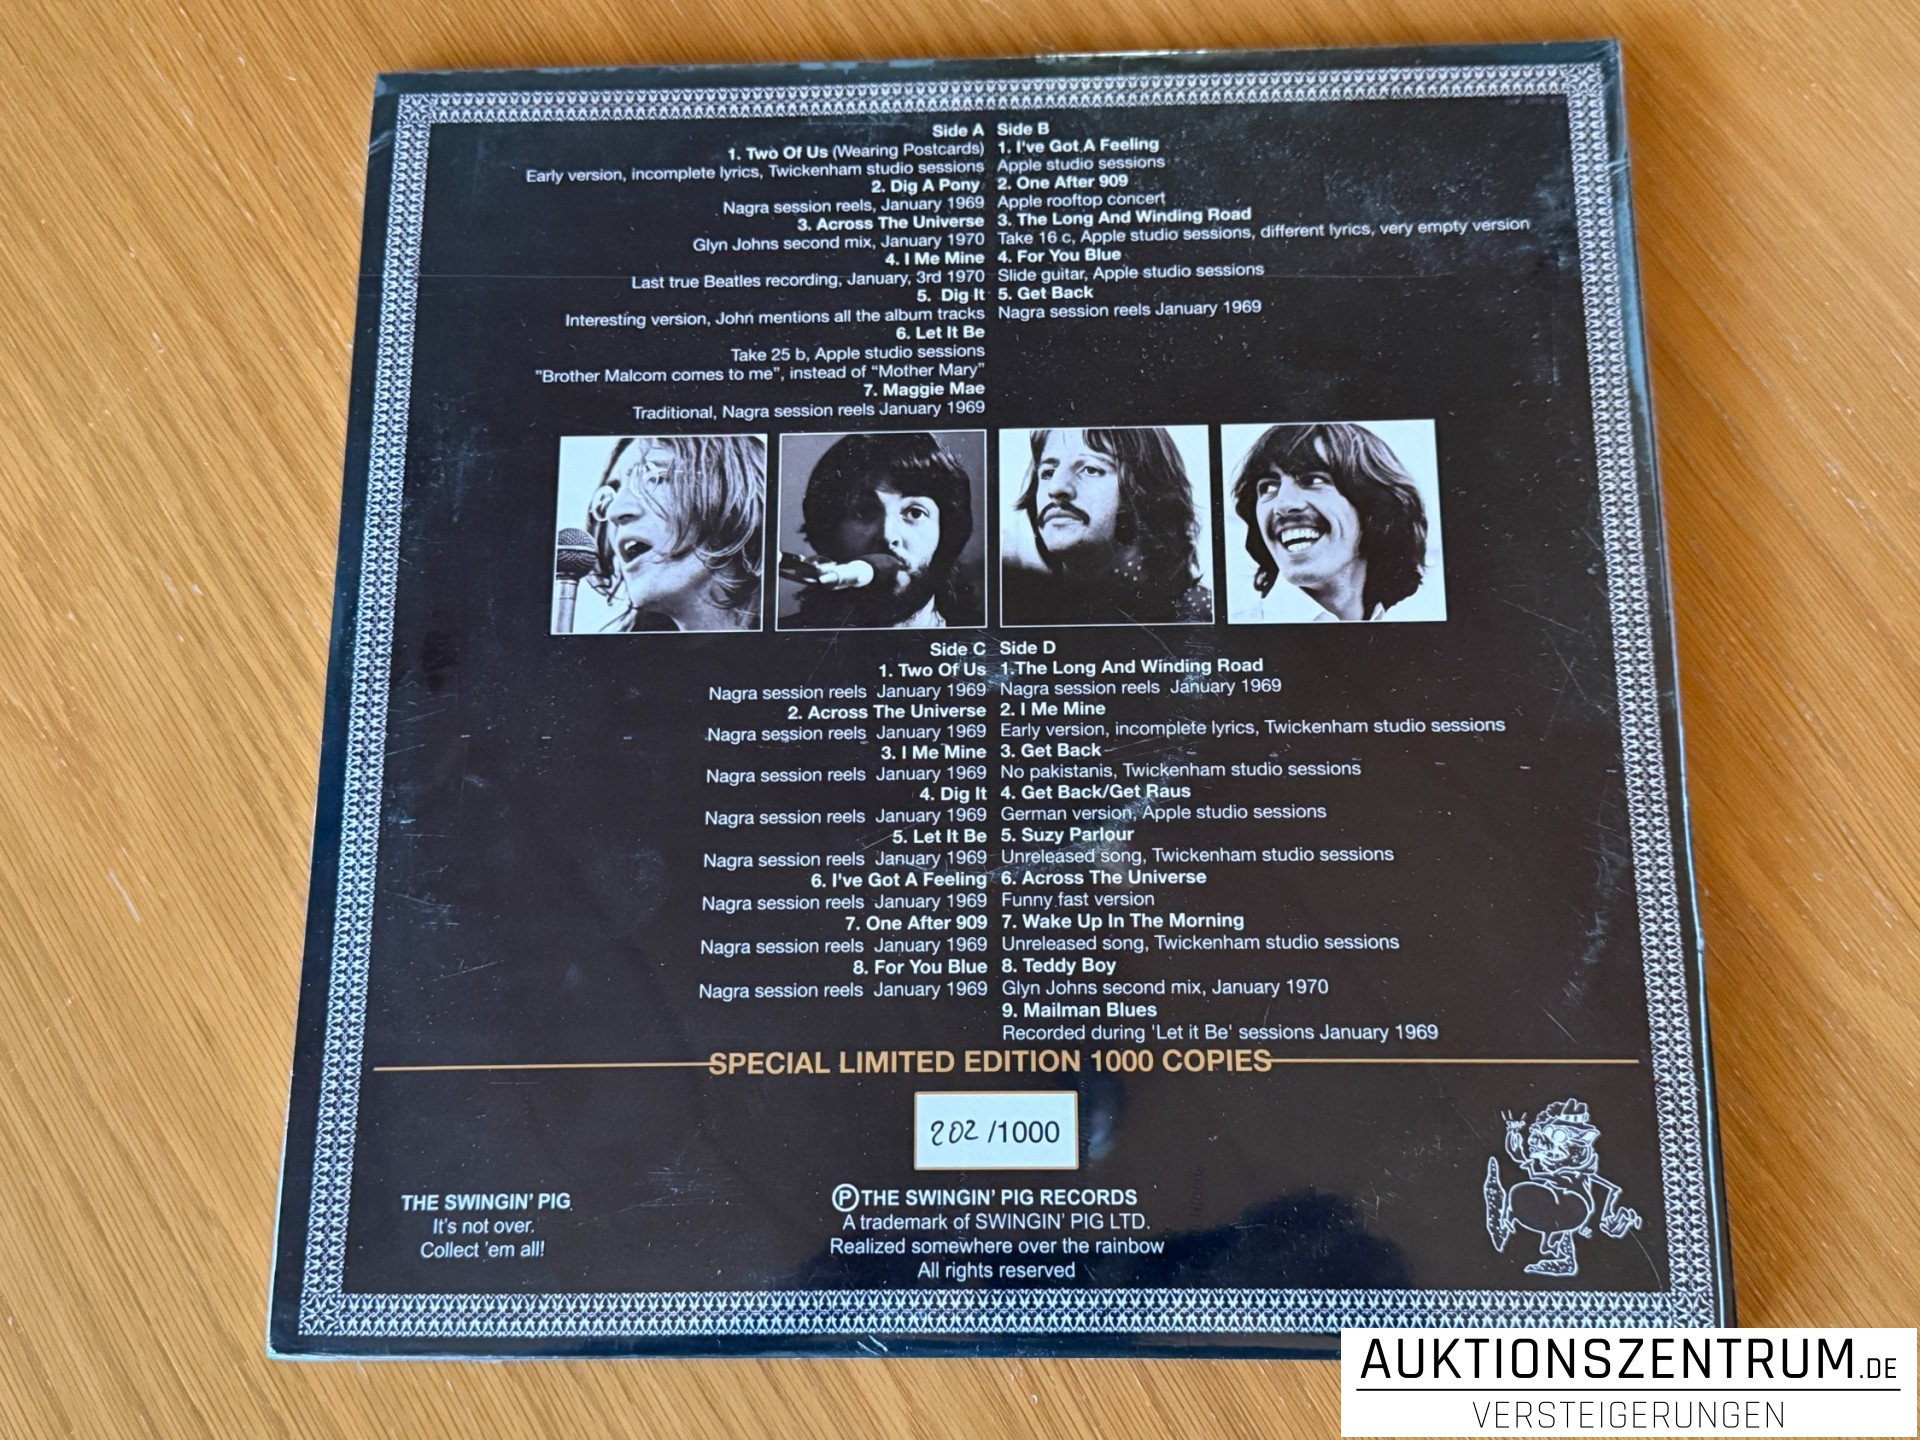 Side A
1. Two Of Us (Wearing Postcards)
Early version, incomplete lyrics, Twickenham studio sessions
2. Dig A Pony
Nagra session reels, January 1969
3. Across The Universe
Glyn Johns second mix, January 1970
4. I Me Mine
Last true Beatles recording, January, 3rd 1970
5. Dig It
Interesting version, John mentions all the album tracks
6. Let It Be
Take 25 b, Apple studio sessions
"Brother Malcom comes to me", instead of "Mother Mary"
7. Maggie Mae
Traditional, Nagra session reels January 1969
Side B
1. I've Got A Feeling
Apple studio sessions
2. One After 909
Apple rooftop concert
3. The Long And Winding Road
Take 16 c, Apple studio sessions, different lyrics, very empty version
4. For You Blue
Slide guitar, Apple studio sessions
5. Get Back
Nagra session reels January 1969
Side C
1. Two Of Us
Nagra session reels January 1969
2. Across The Universe
Nagra session reels January 1969
3. I Me Mine
Nagra session reels January 1969
4. Dig It
Nagra session reels January 1969
5. Let It Be
Nagra session reels January 1969
6. I've Got A Feeling
Nagra session reels January 1969
7. One After 909
Nagra session reels January 1969
8. For You Blue
Nagra session reels January 1969
Side D
1.The Long And Winding Road
Nagra session reels January 1969
2. I Me Mine
Early version, incomplete lyrics, Twickenham studio sessions
3. Get Back
No pakistanis, Twickenham studio sessions
4. Get Back/Get Raus
German version, Apple studio sessions
5. Suzy Parlour
Unreleased song, Twickenham studio sessions
6. Across The Universe
Funny fast version
7. Wake Up In The Morning
Unreleased song, Twickenham studio sessions
8. Teddy Boy
Glyn Johns second mix, January 1970
9. Mailman Blues
Recorded during 'Let it Be' sessions January 1969
SPECIAL LIMITED EDITION 1000 COPIES
202 /1000
THE SWINGIN' PIG
It's not over.
Collect 'em all!
℗ THE SWINGIN' PIG RECORDS
A trademark of SWINGIN' PIG LTD.
Realized somewhere over the rainbow
All rights reserved
AUKTIONSZENTRUM.DE
VERSTEIGERUNGEN